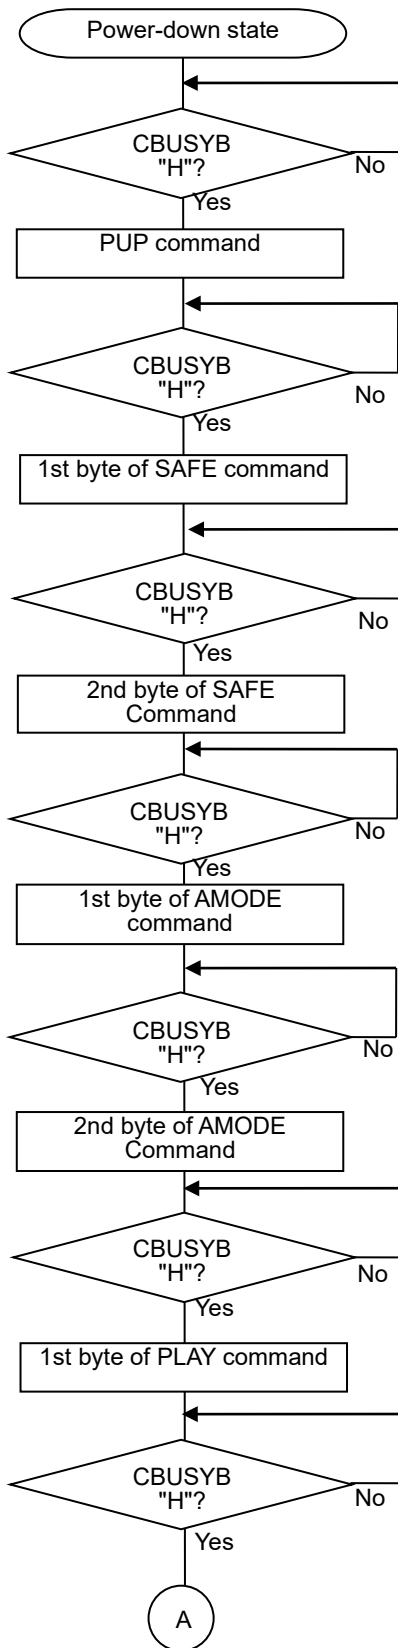 Power-down state
CBUSYB
"H"?
No
Yes
PUP command
CBUSYB
"H"?
No
Yes
1st byte of SAFE command
CBUSYB
"H"?
No
Yes
2nd byte of SAFE
Command
CBUSYB
"H"?
No
Yes
1st byte of AMODE
command
CBUSYB
"H"?
No
Yes
2nd byte of AMODE
Command
CBUSYB
"H"?
No
Yes
1st byte of PLAY command
CBUSYB
"H"?
No
Yes
A